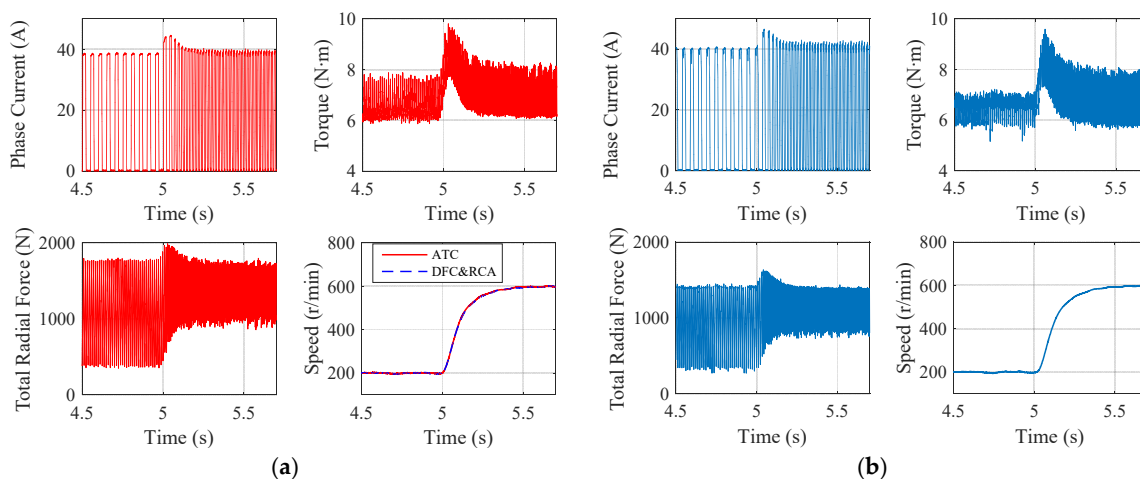 Phase Current (A)
60
40
20
0
4.5 5 5.5
Time (s)
Torque (N·m)
10
8
6
4
4.5 5 5.5
Time (s)
Phase Current (A)
60
40
20
0
4.5 5 5.5
Time (s)
Torque (N·m)
10
8
6
4
4.5 5 5.5
Time (s)
Total Radial Force (N)
2000
1000
0
4.5 5 5.5
Time (s)
Speed (r/min)
800
600
400
200
ATC
DFC&RCA
4.5 5 5.5
Time (s)
Total Radial Force (N)
2000
1000
0
4.5 5 5.5
Time (s)
Speed (r/min)
800
600
400
200
4.5 5 5.5
Time (s)
(a)
(b)